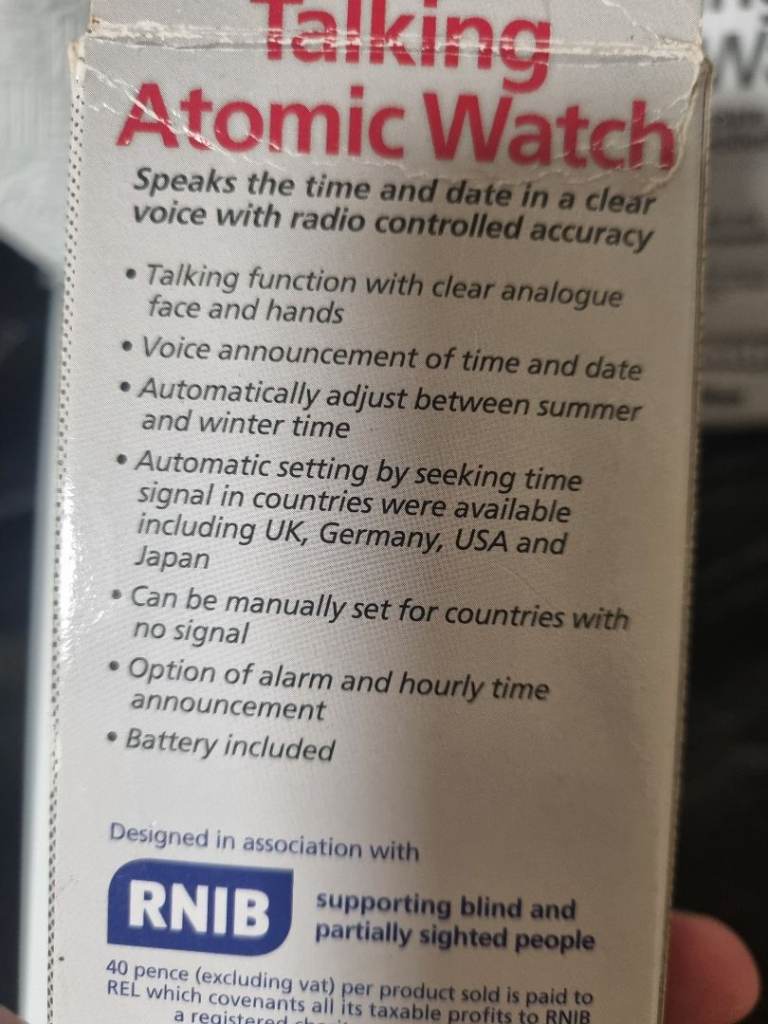 Talking
Atomic Watch
Speaks the time and date in a clear
voice with radio controlled accuracy
• Talking function with clear analogue
face and hands
• Voice announcement of time and date
• Automatically adjust between summer
and winter time
• Automatic setting by seeking time
signal in countries were available
including UK, Germany, USA and
Japan
• Can be manually set for countries with
no signal
• Option of alarm and hourly time
announcement
• Battery included
Designed in association with
RNIB
supporting blind and
partially sighted people
40 pence (excluding vat) per product sold is paid to
REL which covenants all its taxable profits to RNIB
a registered